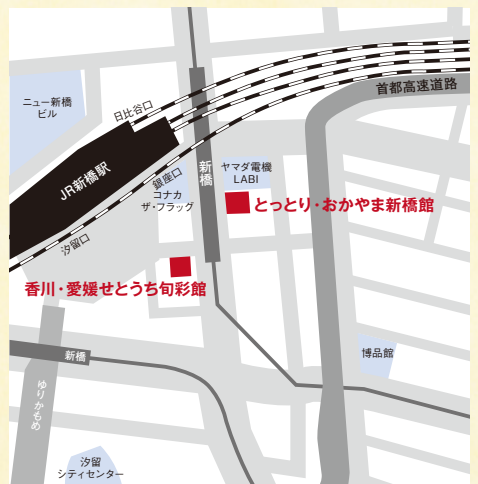 首都高速道路
ニュー新橋
ビル
日比谷口
JR新橋駅
銀座口
新橋
ヤマダ電機
LABI
コナカ
ザ・フラッグ
とっとり・おかやま新橋館
汐留口
香川・愛媛せとうち旬彩館
新橋
博品館
ゆりかもめ
汐留
シティセンター